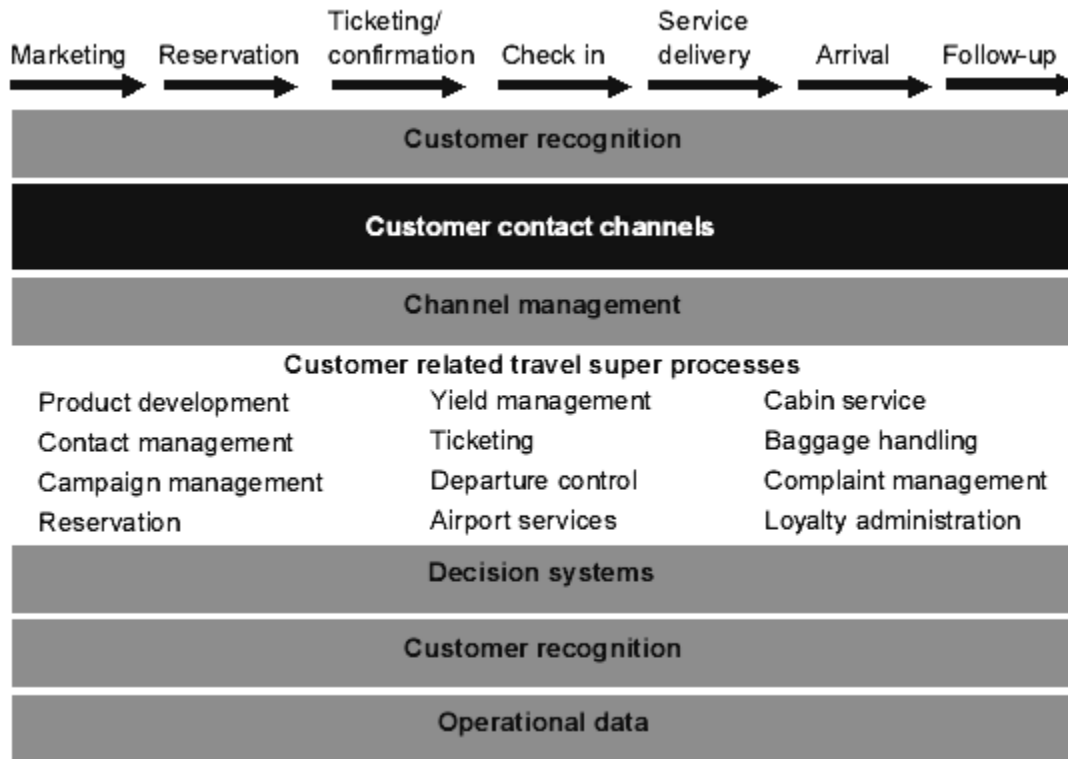 Marketing
Reservation
Ticketing/
confirmation
Check in
Service
delivery
Arrival
Follow-up
Customer recognition
Customer contact channels
Channel management
Customer related travel super processes
Product development
Contact management
Campaign management
Reservation
Yield management
Ticketing
Departure control
Airport services
Cabin service
Baggage handling
Complaint management
Loyalty administration
Decision systems
Customer recognition
Operational data